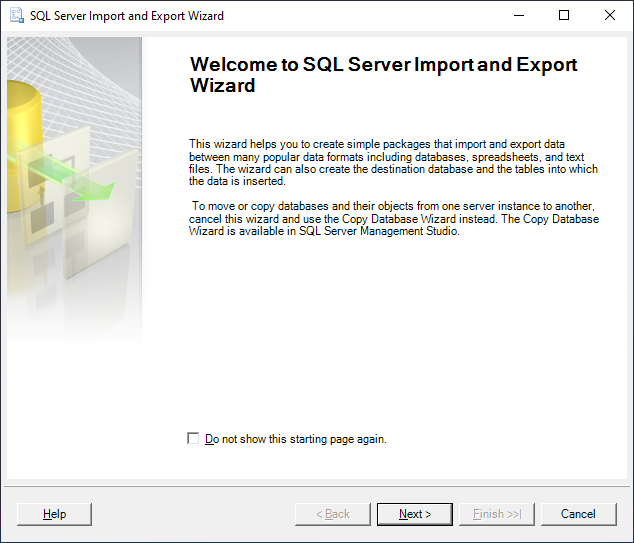 SQL Server Import and Export Wizard
Welcome to SQL Server Import and Export
Wizard
This wizard helps you to create simple packages that import and export data
between many popular data formats including databases, spreadsheets, and text
files. The wizard can also create the destination database and the tables into which
the data is inserted.
To move or copy databases and their objects from one server instance to another,
cancel this wizard and use the Copy Database Wizard instead. The Copy Database
Wizard is available in SQL Server Management Studio.
Do not show this starting page again.
Help
< Back
Next >
Finish >>|
Cancel